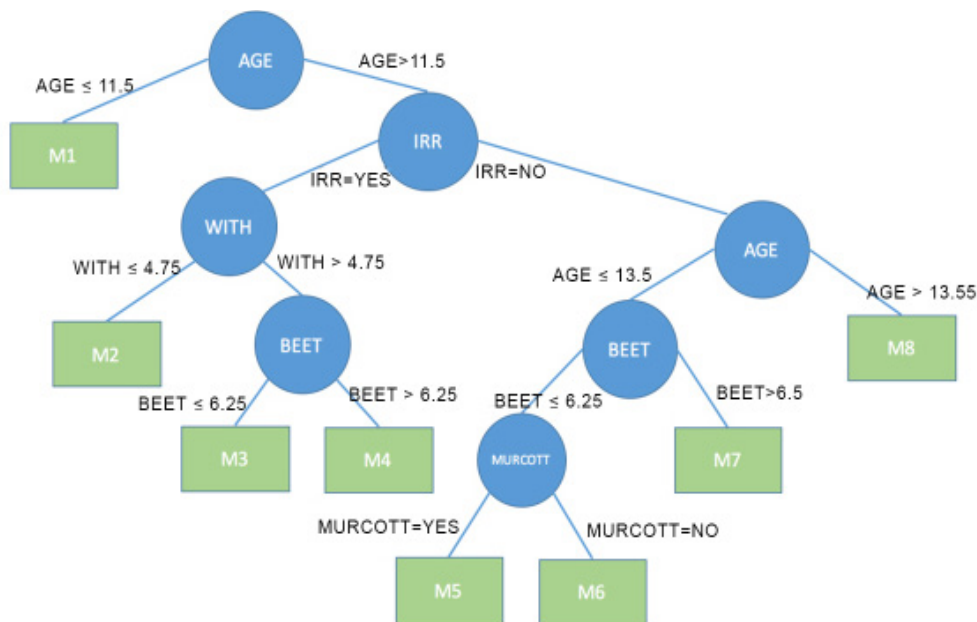 AGE
AGE>11.5
AGE ≤ 11.5
M1
IRR
IRR=YES
IRR=NO
WITH
AGE
WITH ≤ 4.75
WITH > 4.75
AGE ≤ 13.5
AGE > 13.55
M2
BEET
BEET
M8
BEET ≤ 6.25
BEET > 6.25
BEET ≤ 6.25
BEET>6.5
M3
M4
MURCOTT
M7
MURCOTT=YES
MURCOTT=NO
M5
M6